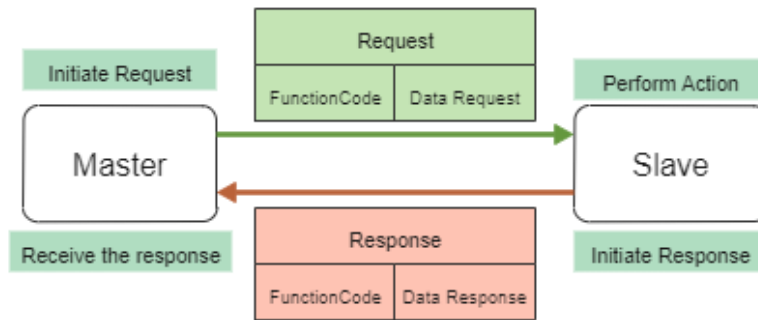 Request
Initiate Request
FunctionCode
Data Request
Perform Action
Master
Slave
Receive the response
Response
Initiate Response
FunctionCode
Data Response